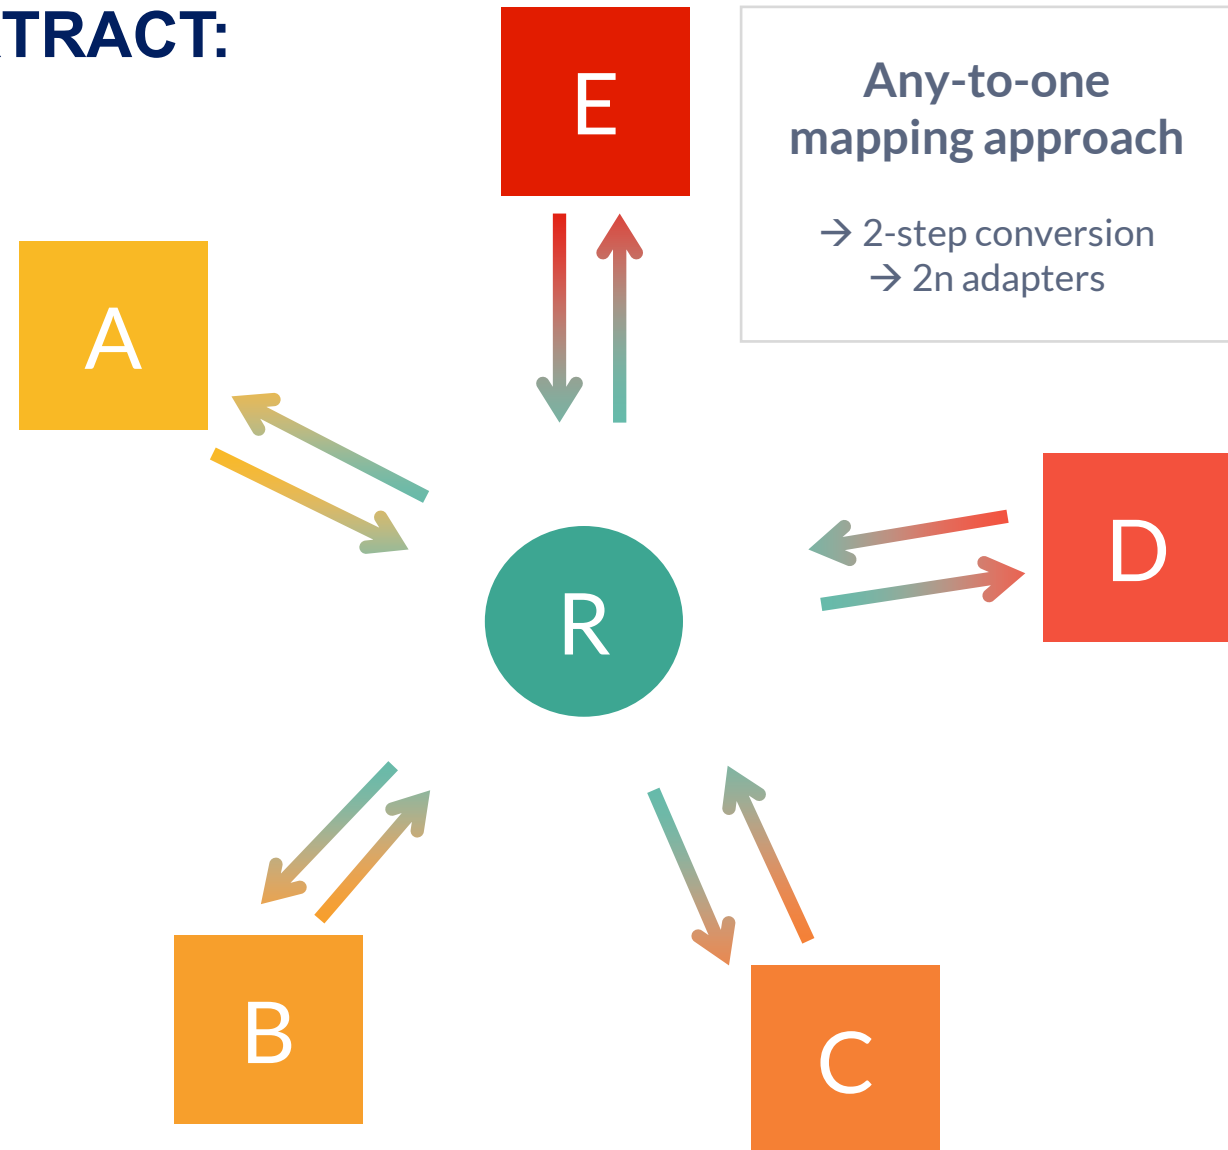 TRACT:
E
Any-to-one
mapping approach
→ 2-step conversion
→ 2n adapters
A
D
R
B
C